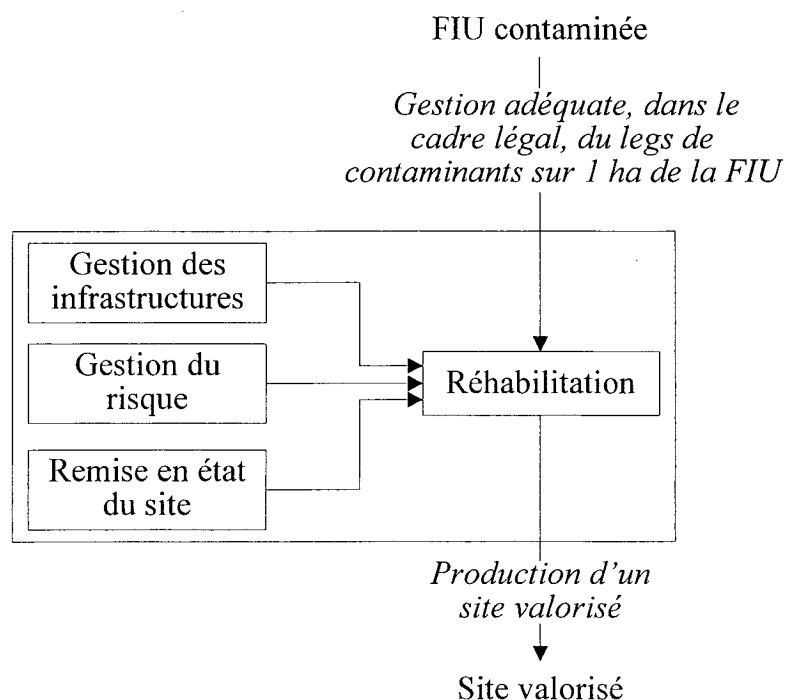 FIU contaminée
Gestion adéquate, dans le
cadre légal, du legs de
contaminants sur 1 ha de la FIU
Gestion des
infrastructures
Gestion du
risque
Réhabilitation
Remise en état
du site
Production d'un
site valorisé
Site valorisé